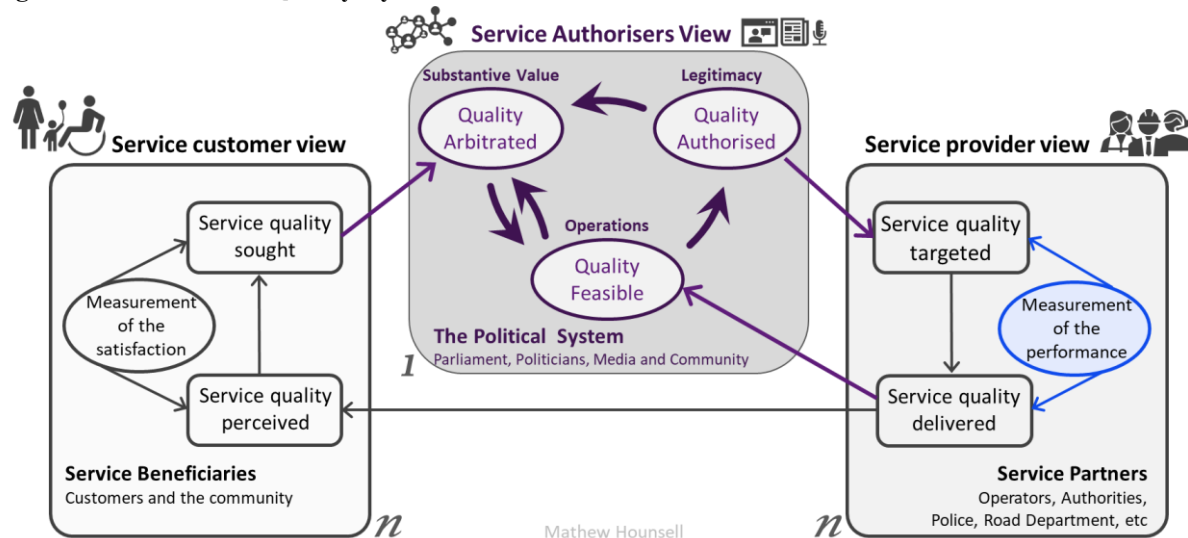 Service Authorisers View
Substantive Value
Legitimacy
Quality
Arbitrated
Quality
Authorised
Operations
Quality
Feasible
The Political System
Parliament, Politicians, Media and Community
1
Service customer view
Service quality
sought
Measurement
of the
satisfaction
Service quality
perceived
Service Beneficiaries
Customers and the community
n
Service provider view
Service quality
targeted
Measurement
of the
performance
Service quality
delivered
Service Partners
Operators, Authorities,
Police, Road Department, etc
n
Mathew Hounsell